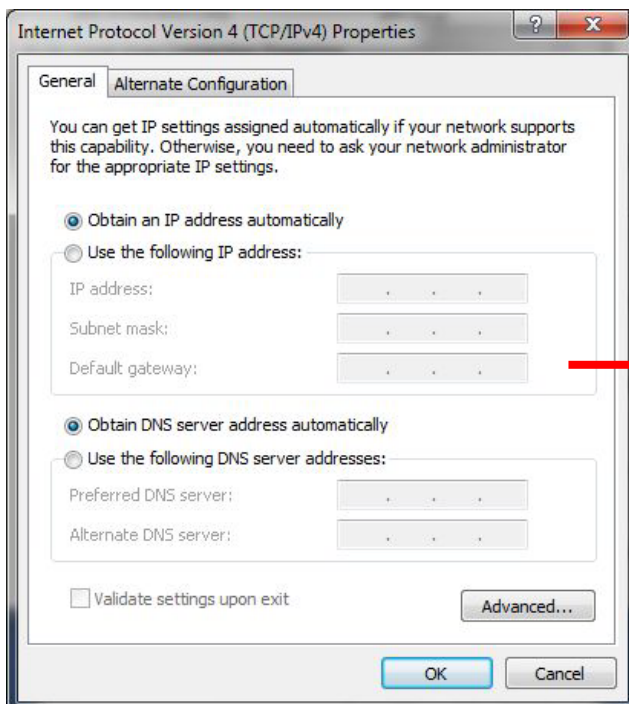 Internet Protocol Version 4 (TCP/IPv4) Properties
General
Alternate Configuration
You can get IP settings assigned automatically if your network supports
this capability. Otherwise, you need to ask your network administrator
for the appropriate IP settings.
Obtain an IP address automatically
Use the following IP address:
IP address:
Subnet mask:
Default gateway:
Obtain DNS server address automatically
Use the following DNS server addresses:
Preferred DNS server:
Alternate DNS server:
Validate settings upon exit
Advanced...
OK
Cancel